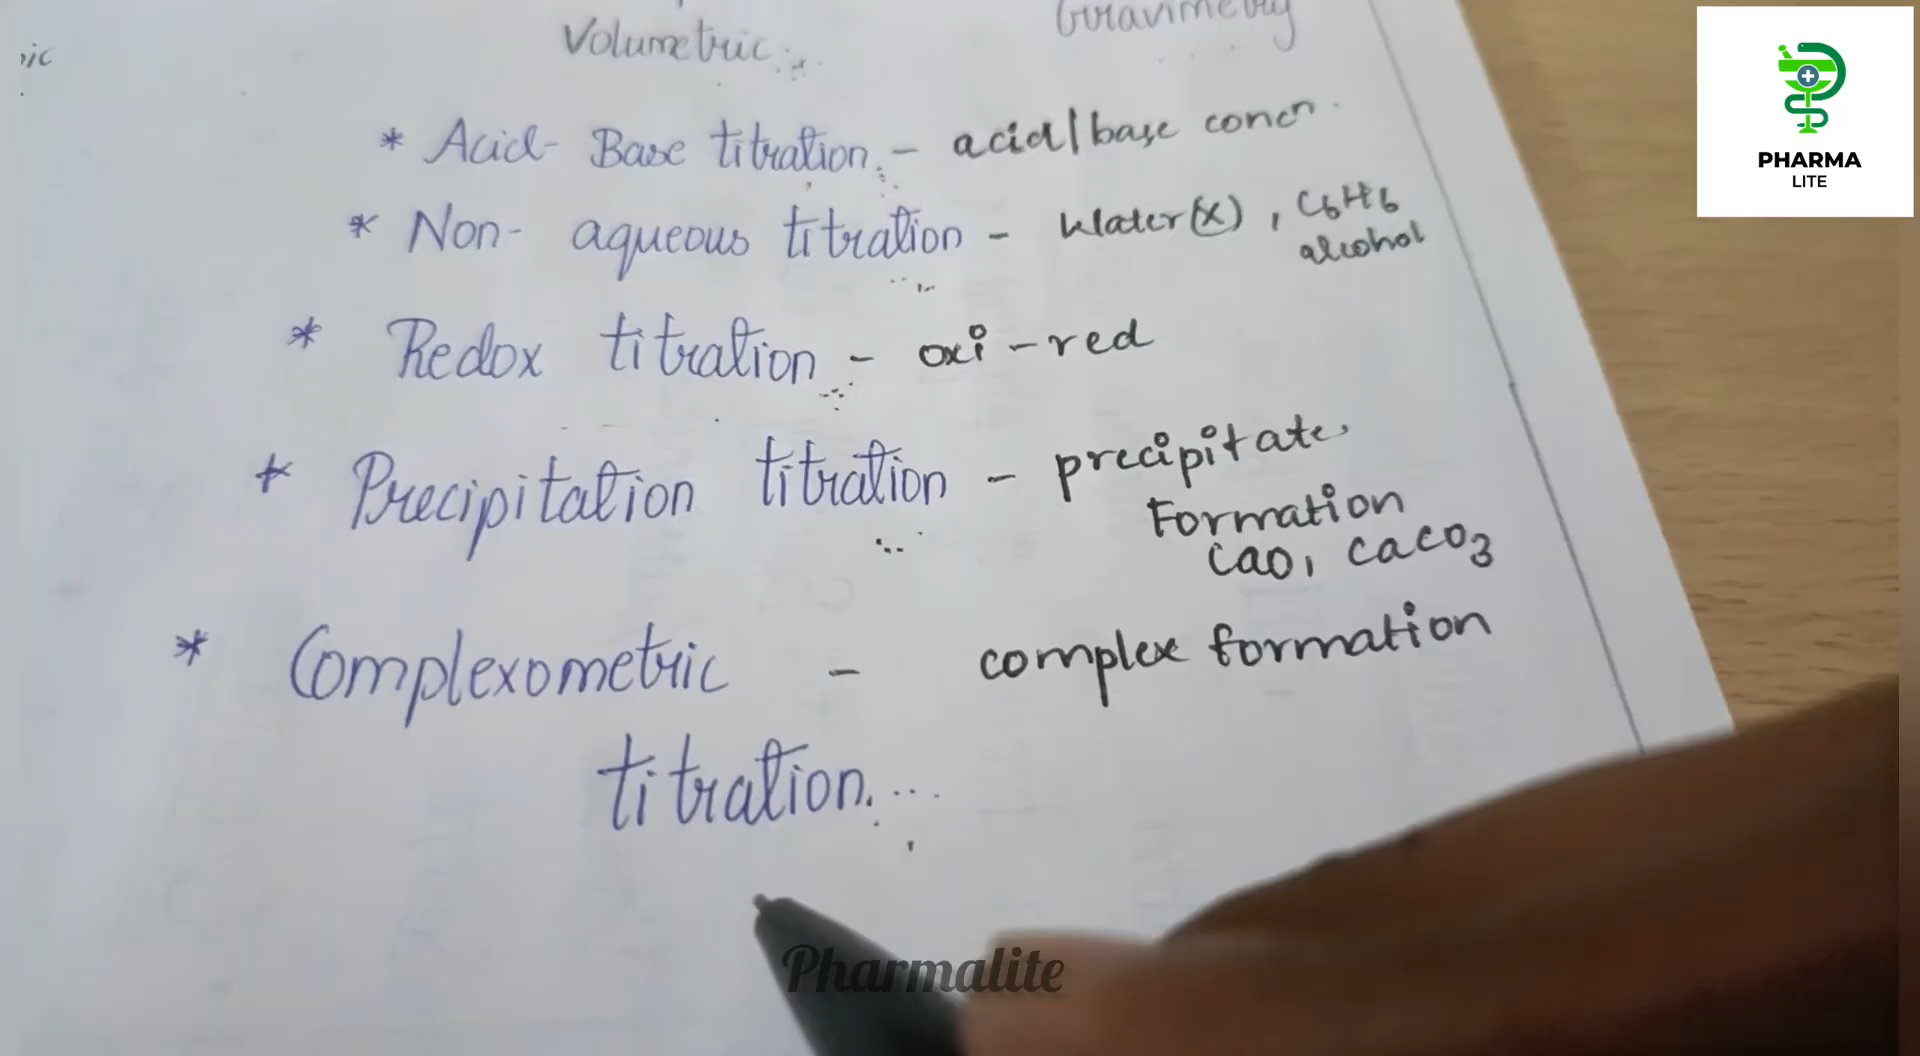 Volumetric
Gravimetry
* Acid- Base titration. - acid/base concn.
* Non- aqueous titration - Water(x), C6H6
alcohol
* Redox titration - oxi-red
* Precipitation titration - precipitate
Formation
CaO, CaCO3
* Complexometric - complex formation
titration.
PHARMA
LITE
Pharmalite